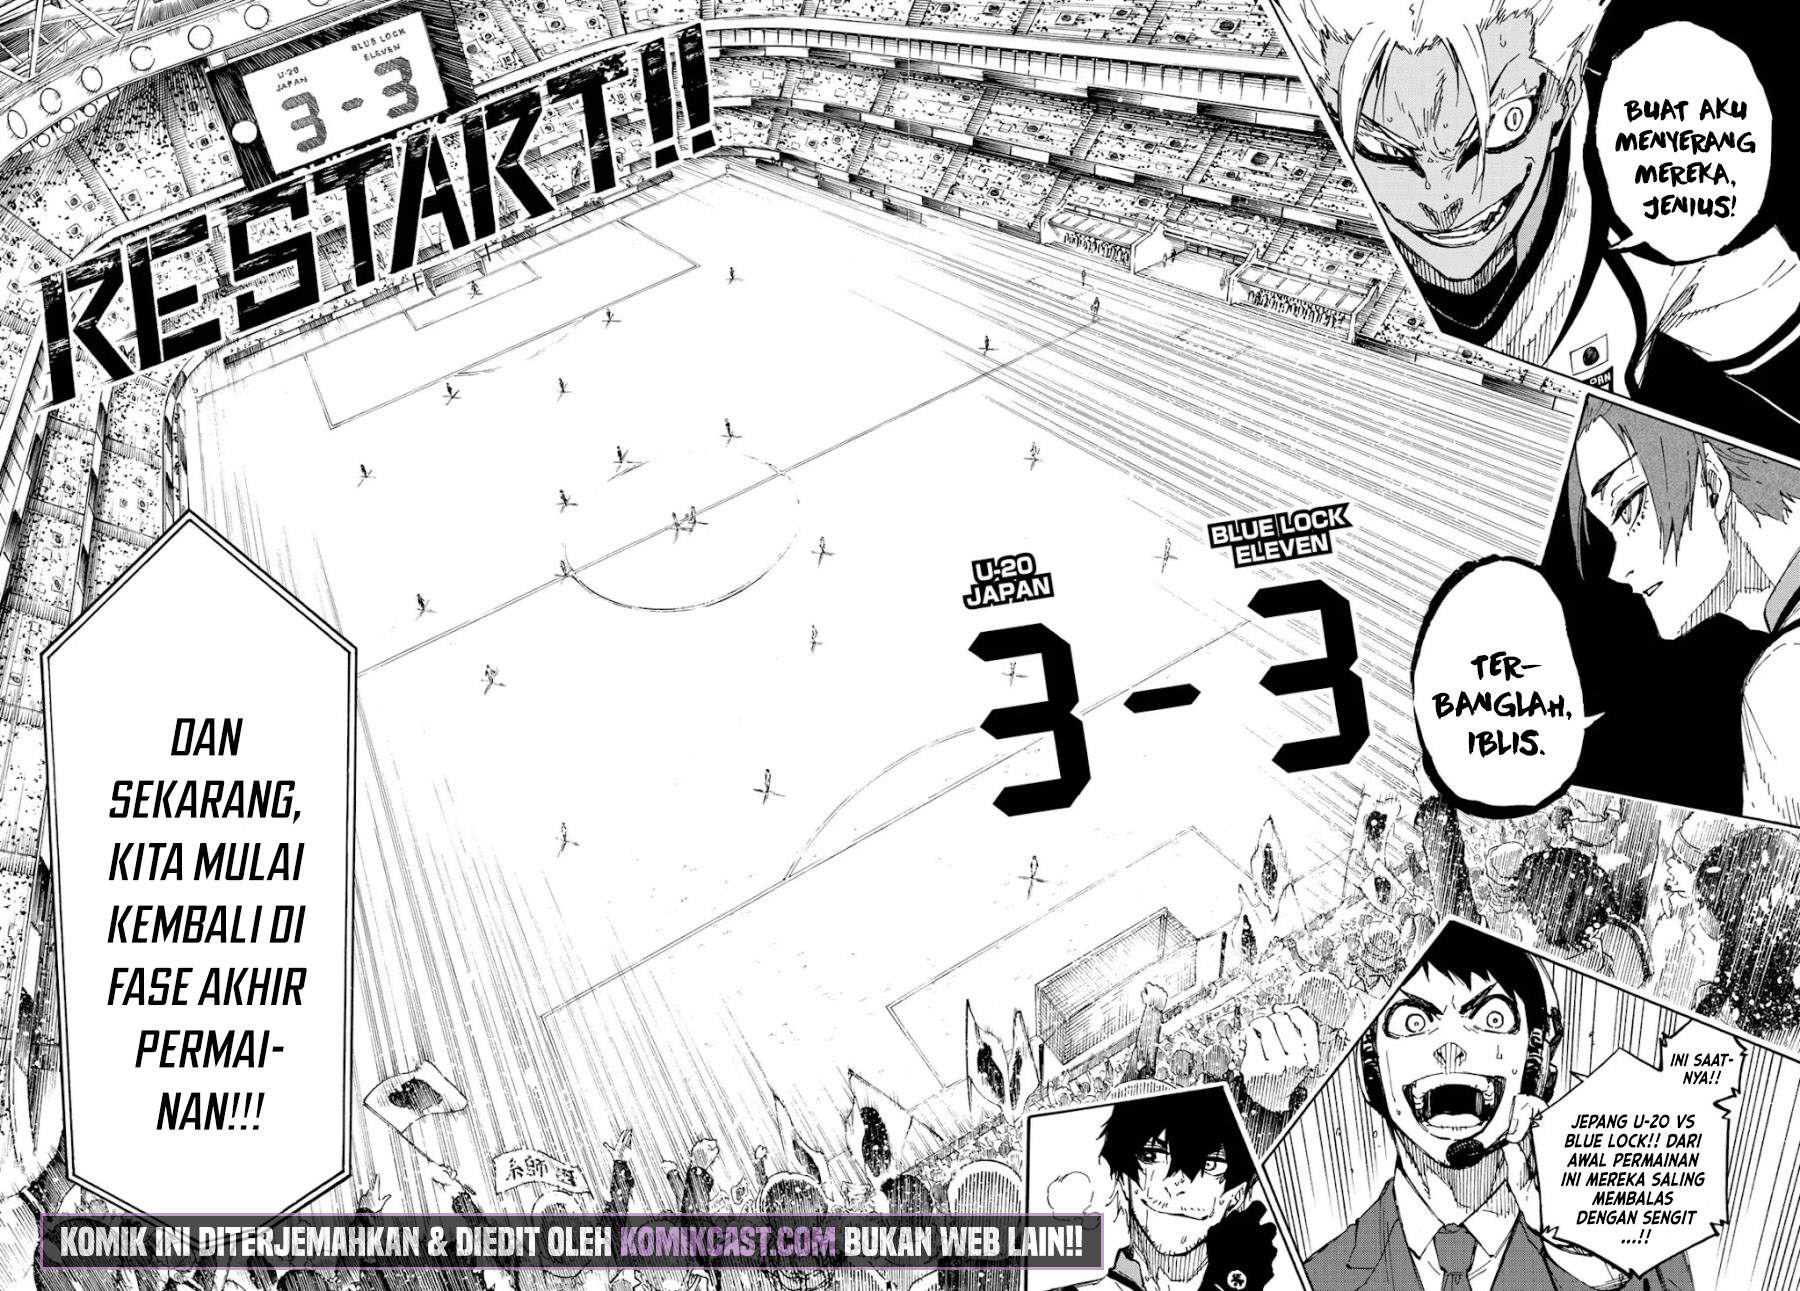 BUAT AKU
MENYERANG
MEREKA,
JENIUS!
TER-
BANGLAH,
IBLIS.
INI SAAT-
NYA!!
JEPANG U-20 VS
BLUE LOCK!! DARI
AWAL PERMAINAN
INI MEREKA SALING
MEMBALAS
DENGAN SENGIT
...!!
BLUE LOCK
ELEVEN
U-20
JAPAN
3 - 3
RESTART!!
U-20
JAPAN
BLUE LOCK
ELEVEN
3 - 3
DAN
SEKARANG,
KITA MULAI
KEMBALI DI
FASE AKHIR
PERMAI-
NAN!!!
糸師凛
KOMIK INI DITERJEMAHKAN & DIEDIT OLEH KOMIKCAST.COM BUKAN WEB LAIN!!